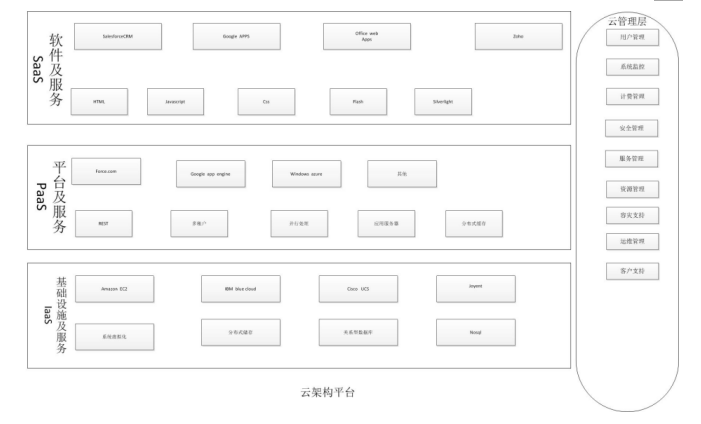 软件及服务
SaaS
SalesforceCRM
Google APPS
Office web
Apps
Zoho
HTML
Javascript
Css
Flash
Silverlight
平台及服务
PaaS
Force.com
Google app engine
Windows azure
其他
REST
多账户
并行处理
应用服务器
分布式缓存
基础设施及服务
IaaS
Amazon EC2
IBM blue cloud
Cisco UCS
Joyent
系统虚拟化
分布式缓存
关系型数据库
Nosql
云管理层
用户管理
系统监控
计费管理
安全管理
服务管理
资源管理
容灾支持
运维管理
客户支持
云架构平台